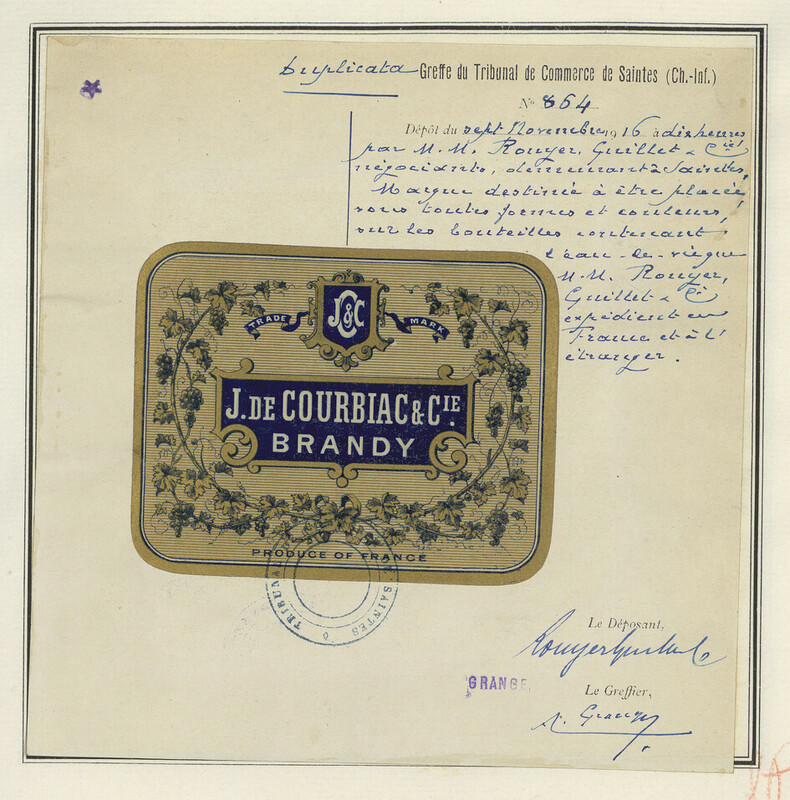 Duplicata Greffe du Tribunal de Commerce de Saintes (Ch.-Inf.)
N° 864
Dépôt du sept Novembre 1916 à dix heures
par M.M. Rouyer, Guillet & Cie
négociants, demeurant à Saintes,
Marque destinée à être placée
sous toutes formes et couleurs,
sur les bouteilles contenant
l'eau-de-vie que
M.M. Rouyer,
Guillet & Cie
expédient en
France et à l'
étranger.
J&C
TRADE MARK
J. DE COURBIAC & CIE.
BRANDY
PRODUCE OF FRANCE
TRIBUNAL SAINTES
Le Déposant,
Rouyer Guillet & C
GRANGE.
Le Greffier,
Grange